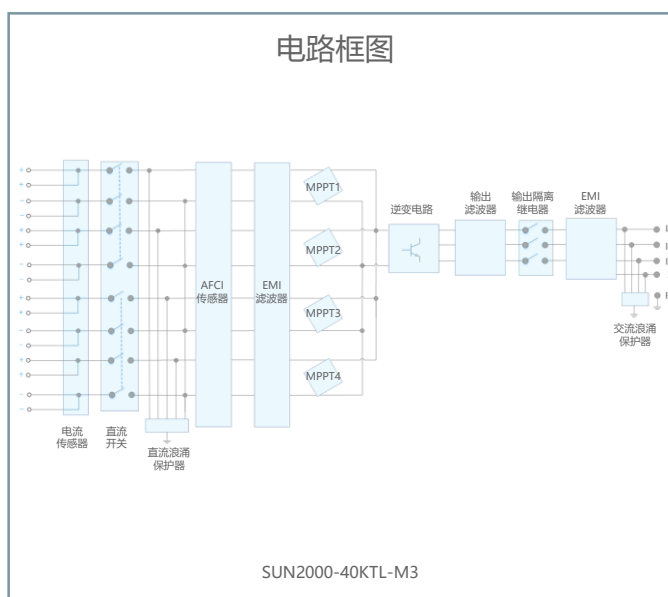 电路框图
MPPT1
MPPT2
MPPT3
MPPT4
AFCI
传感器
EMI
滤波器
逆变电路
输出
滤波器
输出隔离
继电器
EMI
滤波器
交流浪涌
保护器
电流
传感器
直流
开关
直流浪涌
保护器
SUN2000-40KTL-M3